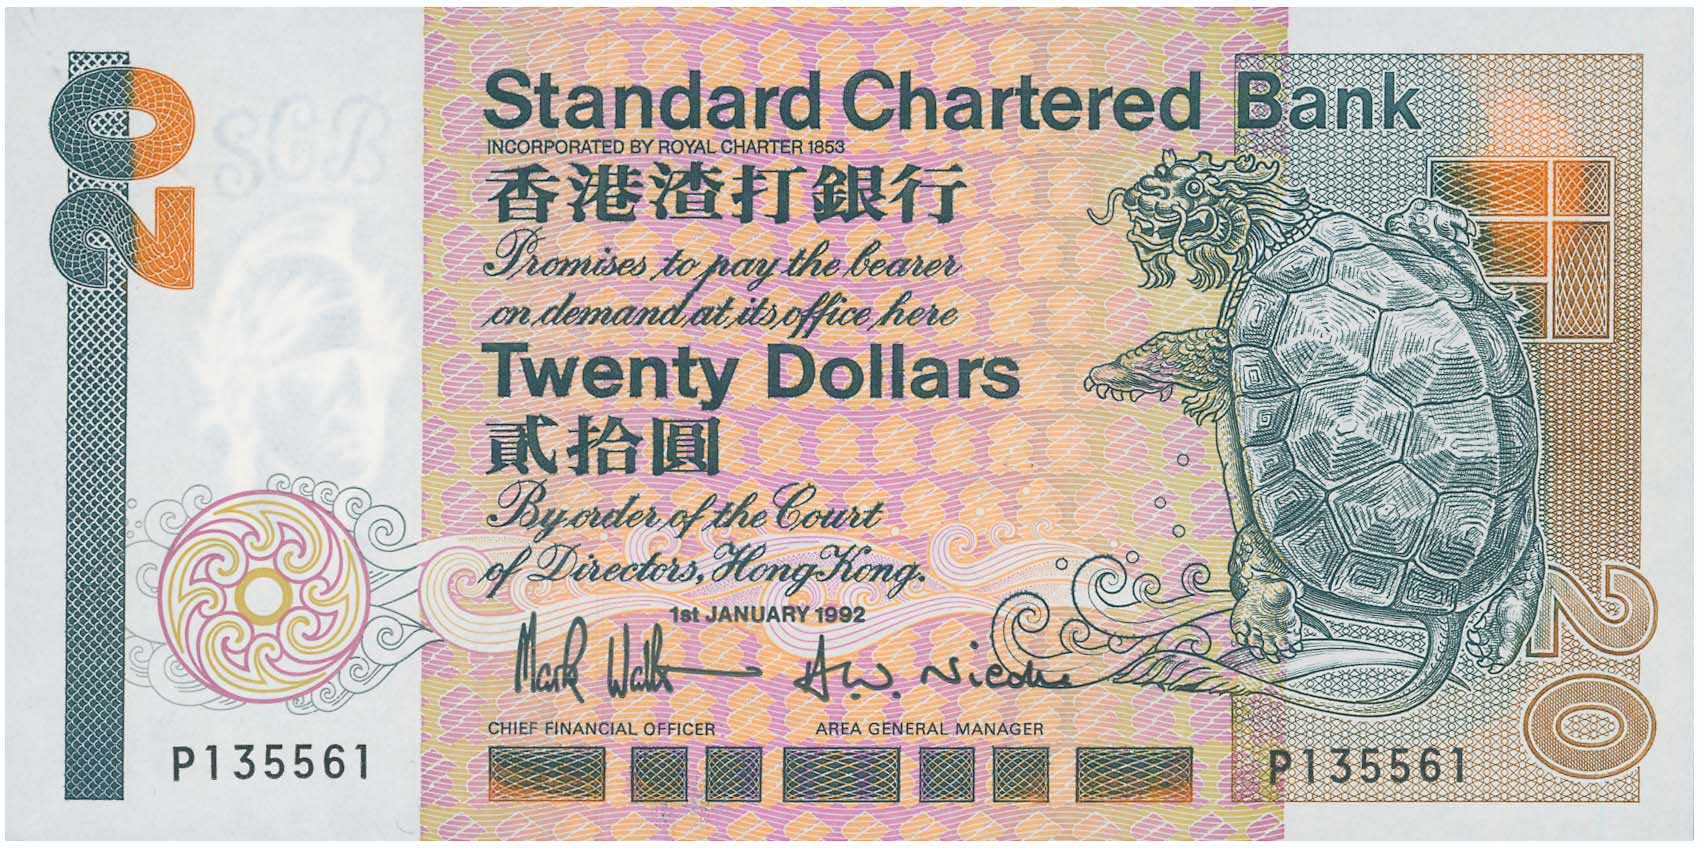 20
SCB
Standard Chartered Bank
INCORPORATED BY ROYAL CHARTER 1853
香港渣打銀行
Promises to pay the bearer
on demand at its office here
Twenty Dollars
貳拾圓
By order of the Court
of Directors, Hong Kong.
1st JANUARY 1992
CHIEF FINANCIAL OFFICER
AREA GENERAL MANAGER
P135561
P135561
20